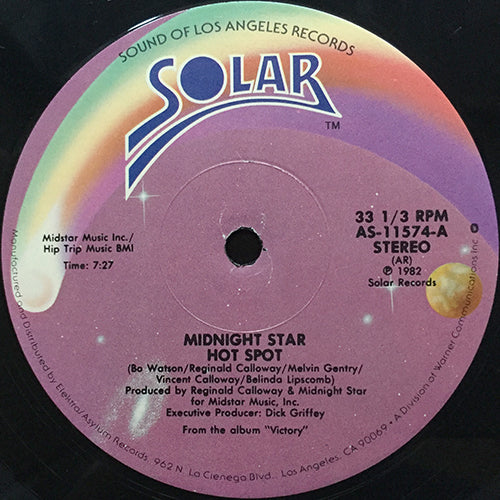 SOUND OF LOS ANGELES RECORDS
SOLAR
TM
Midstar Music Inc./
Hip Trip Music BMI
Time: 7:27
33 1/3 RPM
AS-11574-A
STEREO
(AR)
℗ 1982
Solar Records
MIDNIGHT STAR
HOT SPOT
(Bo Watson/Reginald Calloway/Melvin Gentry/
Vincent Calloway/Belinda Lipscomb)
Produced by Reginald Calloway & Midnight Star
for Midstar Music, Inc.
Executive Producer: Dick Griffey
From the album "Victory"
Manufactured and Distributed by Elektra/Asylum Records, 962 N. La Cienega Blvd., Los Angeles, CA 90069 • A Division of Warner Communications Inc. O